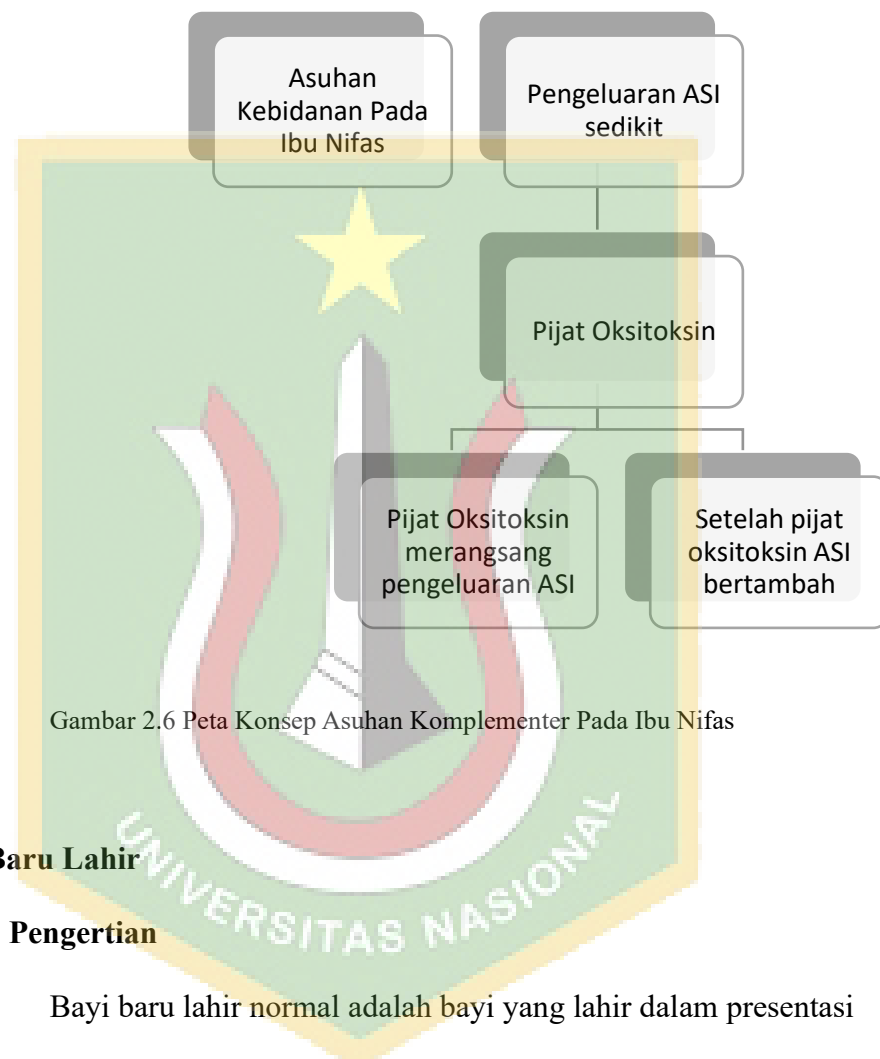 Asuhan
Kebidanan Pada
Ibu Nifas
Pengeluaran ASI
sedikit
Pijat Oksitoksin
Pijat Oksitoksin
merangsang
pengeluaran ASI
Setelah pijat
oksitoksin ASI
bertambah
Gambar 2.6 Peta Konsep Asuhan Komplementer Pada Ibu Nifas
Baru Lahir
Pengertian
Bayi baru lahir normal adalah bayi yang lahir dalam presentasi
UNIVERSITAS NASIONAL